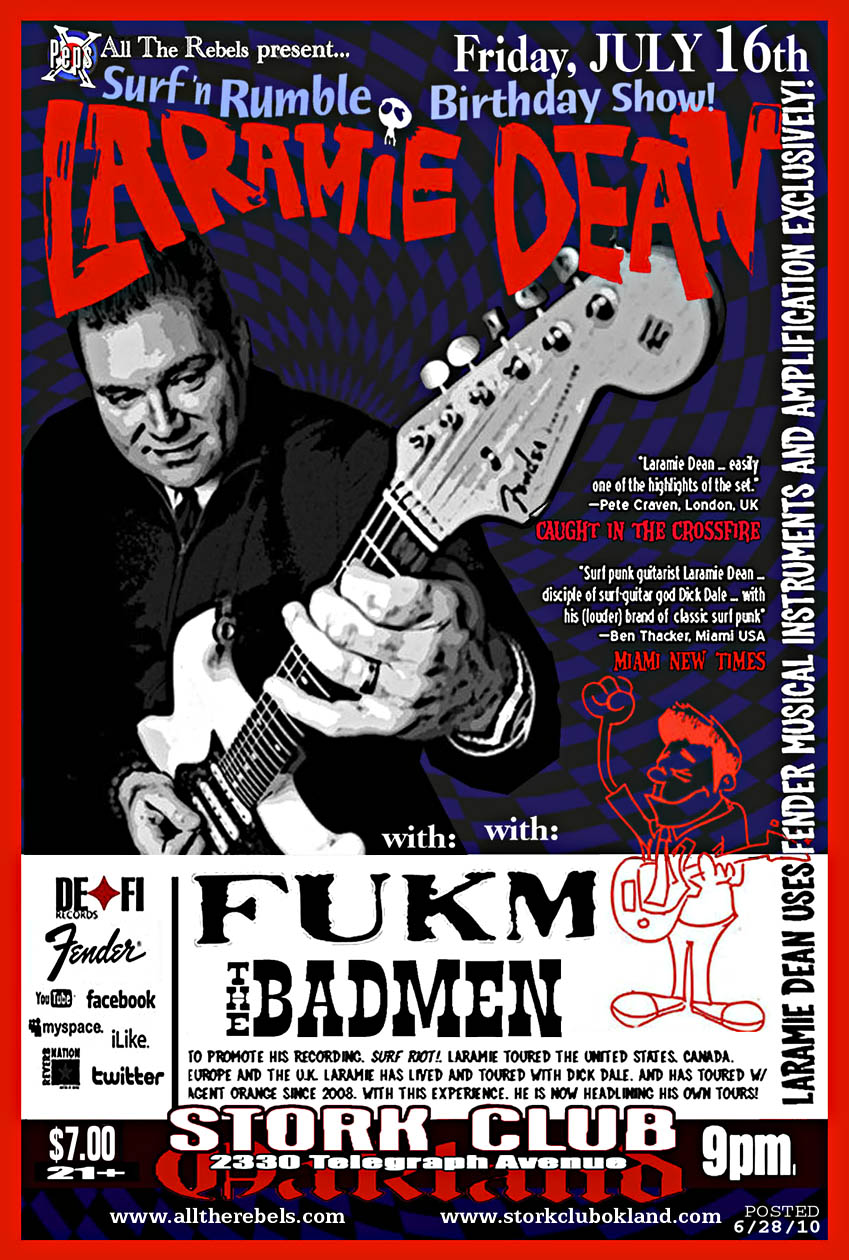 Peps X
All The Rebels present...
Friday, JULY 16th
Surf 'n Rumble Birthday Show!
LARAMIE DEAN
Fender
"Laramie Dean ... easily
one of the highlights of the set."
—Pete Craven, London, UK
CAUGHT IN THE CROSSFIRE
"Surf punk guitarist Laramie Dean ...
disciple of surf-guitar god Dick Dale ... with
his (louder) brand of classic surf punk"
—Ben Thacker, Miami USA
MIAMI NEW TIMES
LARAMIE DEAN USES FENDER MUSICAL INSTRUMENTS AND AMPLIFICATION EXCLUSIVELY!
with: with:
DE FI
RECORDS
Fender
YouTube facebook
myspace. iLike.
REVERB NATION
twitter
FUKM
THE BADMEN
TO PROMOTE HIS RECORDING, SURF RIOT!, LARAMIE TOURED THE UNITED STATES, CANADA,
EUROPE AND THE U.K. LARAMIE HAS LIVED AND TOURED WITH DICK DALE, AND HAS TOURED W/
AGENT ORANGE SINCE 2008. WITH THIS EXPERIENCE, HE IS NOW HEADLINING HIS OWN TOURS!
$7.00
21+
STORK CLUB
2330 Telegraph Avenue
Oakland
9pm.
www.alltherebels.com www.storkclubokland.com
POSTED
6/28/10